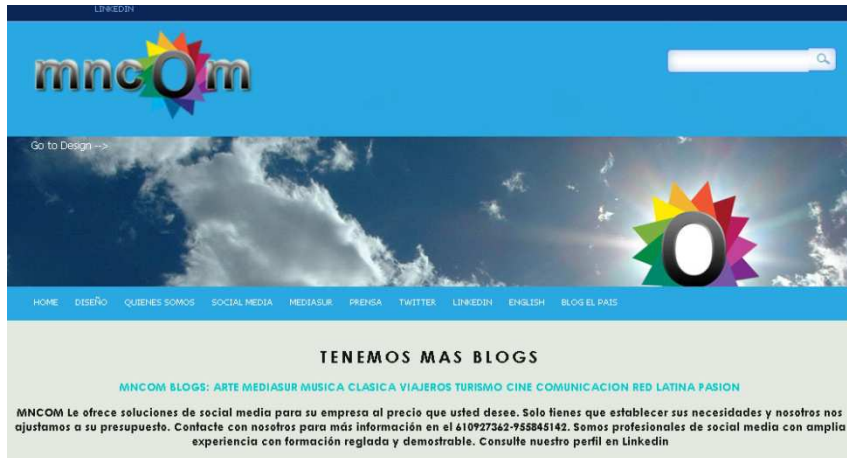 LINKEDIN
mncOm
Go to Design -->
O
HOME DISEÑO QUIENES SOMOS SOCIAL MEDIA MEDIASUR PRENSA TWITTER LINKEDIN ENGLISH BLOG EL PAIS
TENEMOS MAS BLOGS
MNCOM BLOGS: ARTE MEDIASUR MUSICA CLASICA VIAJEROS TURISMO CINE COMUNICACION RED LATINA PASION
MNCOM Le ofrece soluciones de social media para su empresa al precio que usted desee. Solo tienes que establecer sus necesidades y nosotros nos
ajustamos a su presupuesto. Contacte con nosotros para más información en el 610927362-955845142. Somos profesionales de social media con amplia
experiencia con formación reglada y demostrable. Consulte nuestro perfil en Linkedin